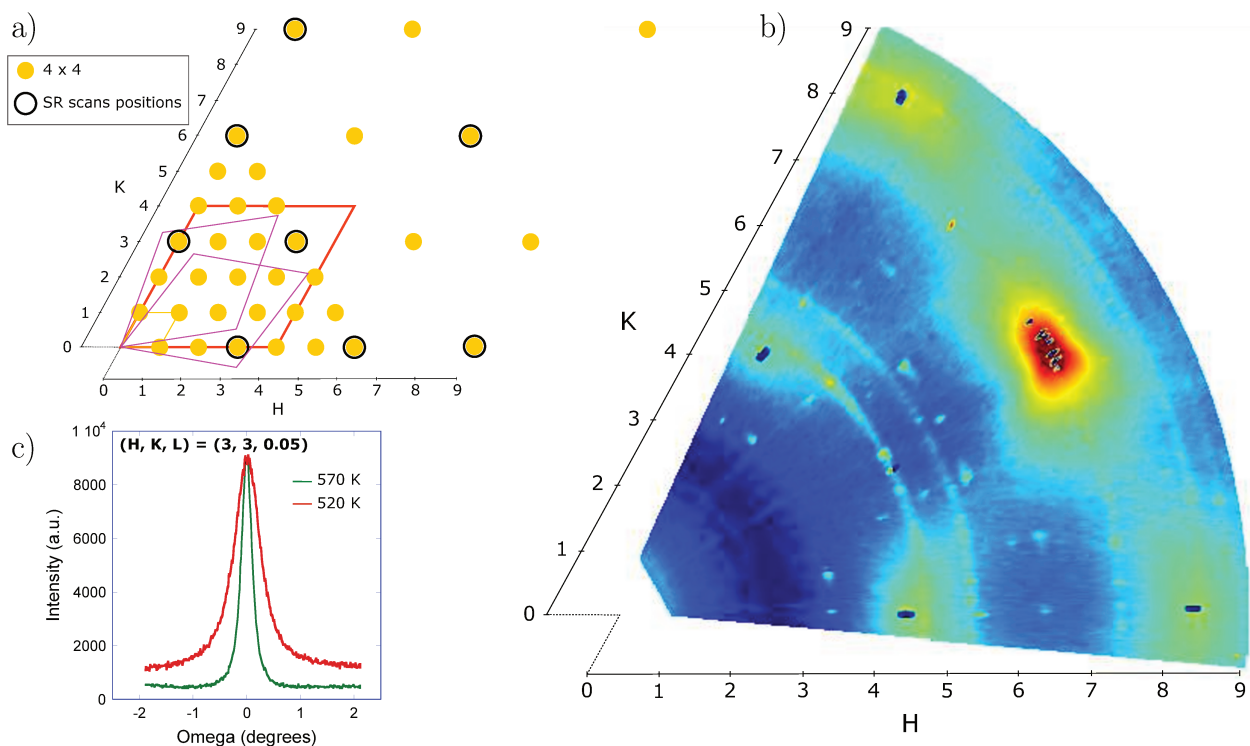 a)
4 x 4
SR scans positions
9
8
7
6
5
4
3
2
1
0
K
0 1 2 3 4 5 6 7 8 9
H
b)
9
8
7
6
5
4
3
2
1
0
K
0 1 2 3 4 5 6 7 8 9
H
c)
(H, K, L) = (3, 3, 0.05)
570 K
520 K
1 10⁴
8000
6000
4000
2000
0
Intensity (a.u.)
-2 -1 0 1 2
Omega (degrees)